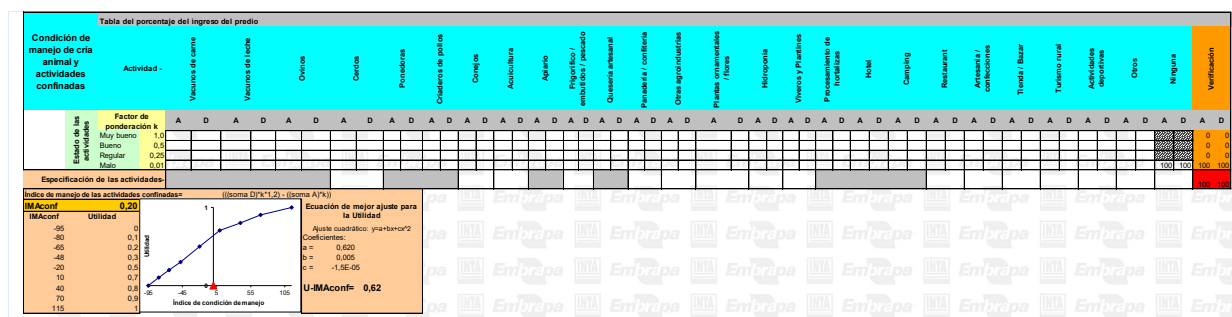 Tabla del porcentaje del ingreso del predio
Condición de manejo de cría animal y actividades confinadas
Actividad -
Vacunos de carne
Vacunos de leche
Ovinos
Cerdos
Ponedoras
Criaderos de pollos
Conejos
Acuicultura
Apiario
Frigorífico / embutidos / pescado
Quesería artesanal
Panadería / confitería
Otras agroindustrias
Plantas ornamentales / flores
Hidroponia
Viveros y Plantines
Procesamiento de hortalizas
Hotel
Camping
Restaurant
Artesanía / confecciones
Tienda / Bazar
Turismo rural
Actividades deportivas
Otros
Ninguna
Verificación
Estado de las actividades
Factor de ponderación k
A D A D A D A D A D A D A D A D A D A D A D A D A D A D A D A D A D A D A D A D A D A D A D A D A D A D A D
Muy bueno 1,0 0 0
Bueno 0,5 0 0
Regular 0,25 0 0
Malo 0,01 100 100 100 100
Especificación de las actividades-
100 100
Índice de manejo de las actividades confinadas= (((soma D)*k*1,2) - ((soma A)*k))
IMAconf 0,20
IMAconf Utilidad
-95 0
-80 0,1
-65 0,2
-48 0,3
-20 0,5
10 0,7
40 0,8
70 0,9
115 1
Utilidad
1
0
-95 -45 5 55 105
Índice de condición de manejo
Ecuación de mejor ajuste para la Utilidad
Ajuste cuadrático: y=a+bx+cx^2
Coeficientes:
a = 0,620
b = 0,005
c = -1,5E-05
U-IMAconf= 0,62
INTA Embrapa